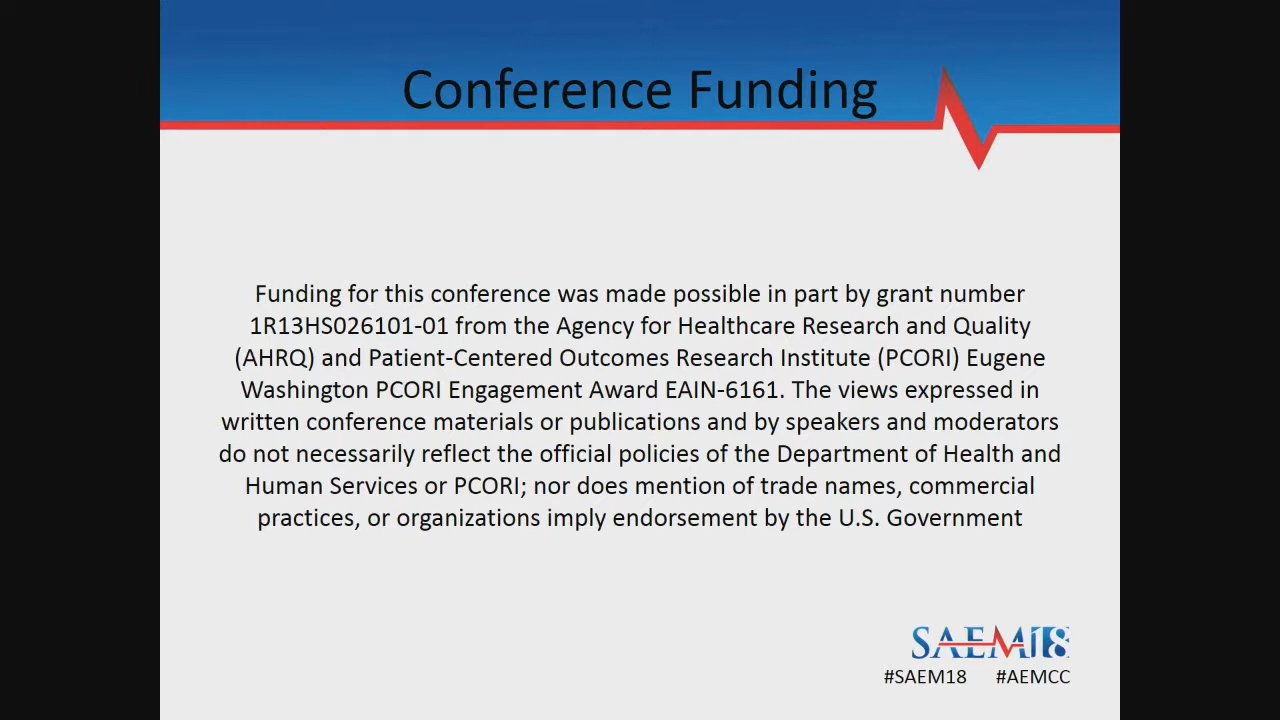 Conference Funding
Funding for this conference was made possible in part by grant number
1R13HS026101-01 from the Agency for Healthcare Research and Quality
(AHRQ) and Patient-Centered Outcomes Research Institute (PCORI) Eugene
Washington PCORI Engagement Award EAIN-6161. The views expressed in
written conference materials or publications and by speakers and moderators
do not necessarily reflect the official policies of the Department of Health and
Human Services or PCORI; nor does mention of trade names, commercial
practices, or organizations imply endorsement by the U.S. Government
SAEM18
#SAEM18 #AEMCC